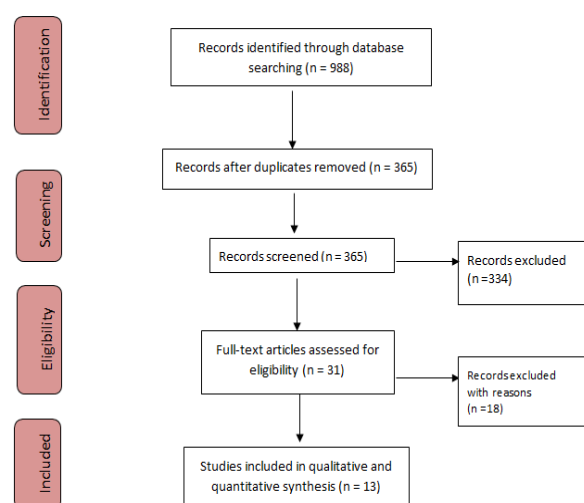 Identification
Records identified through database
searching (n = 988)
Records after duplicates removed (n = 365)
Screening
Records screened (n = 365)
Records excluded
(n =334)
Eligibility
Full-text articles assessed for
eligibility (n = 31)
Records excluded
with reasons
(n =18)
Included
Studies included in qualitative and
quantitative synthesis (n = 13)